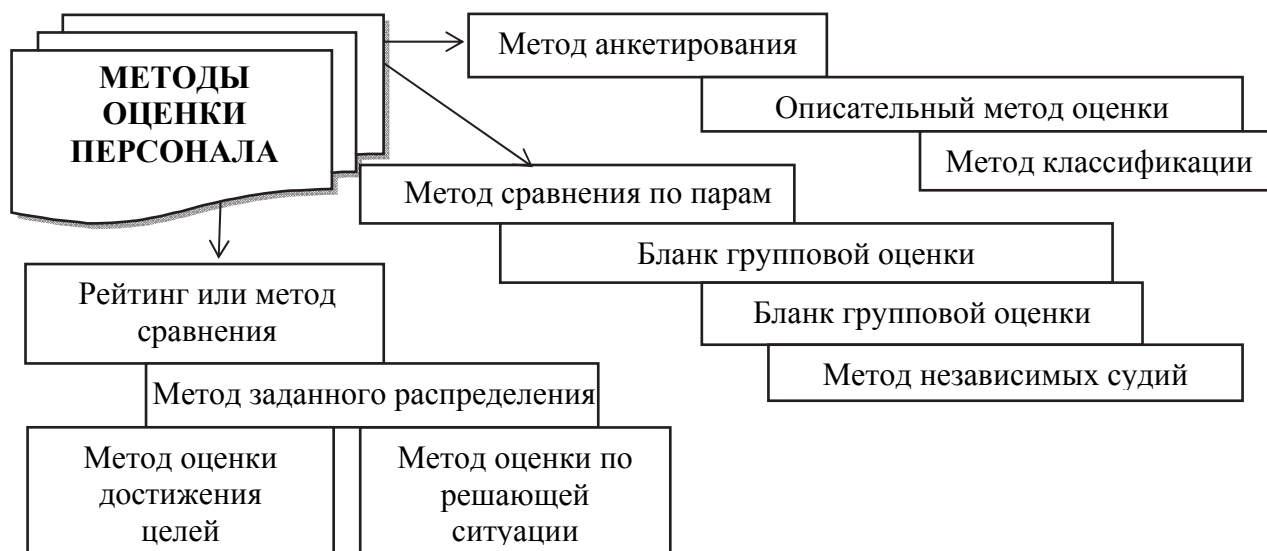 МЕТОДЫ
ОЦЕНКИ
ПЕРСОНАЛА
Метод анкетирования
Описательный метод оценки
Метод классификации
Метод сравнения по парам
Бланк групповой оценки
Бланк групповой оценки
Метод независимых судий
Рейтинг или метод
сравнения
Метод заданного распределения
Метод оценки
достижения
целей
Метод оценки по
решающей
ситуации